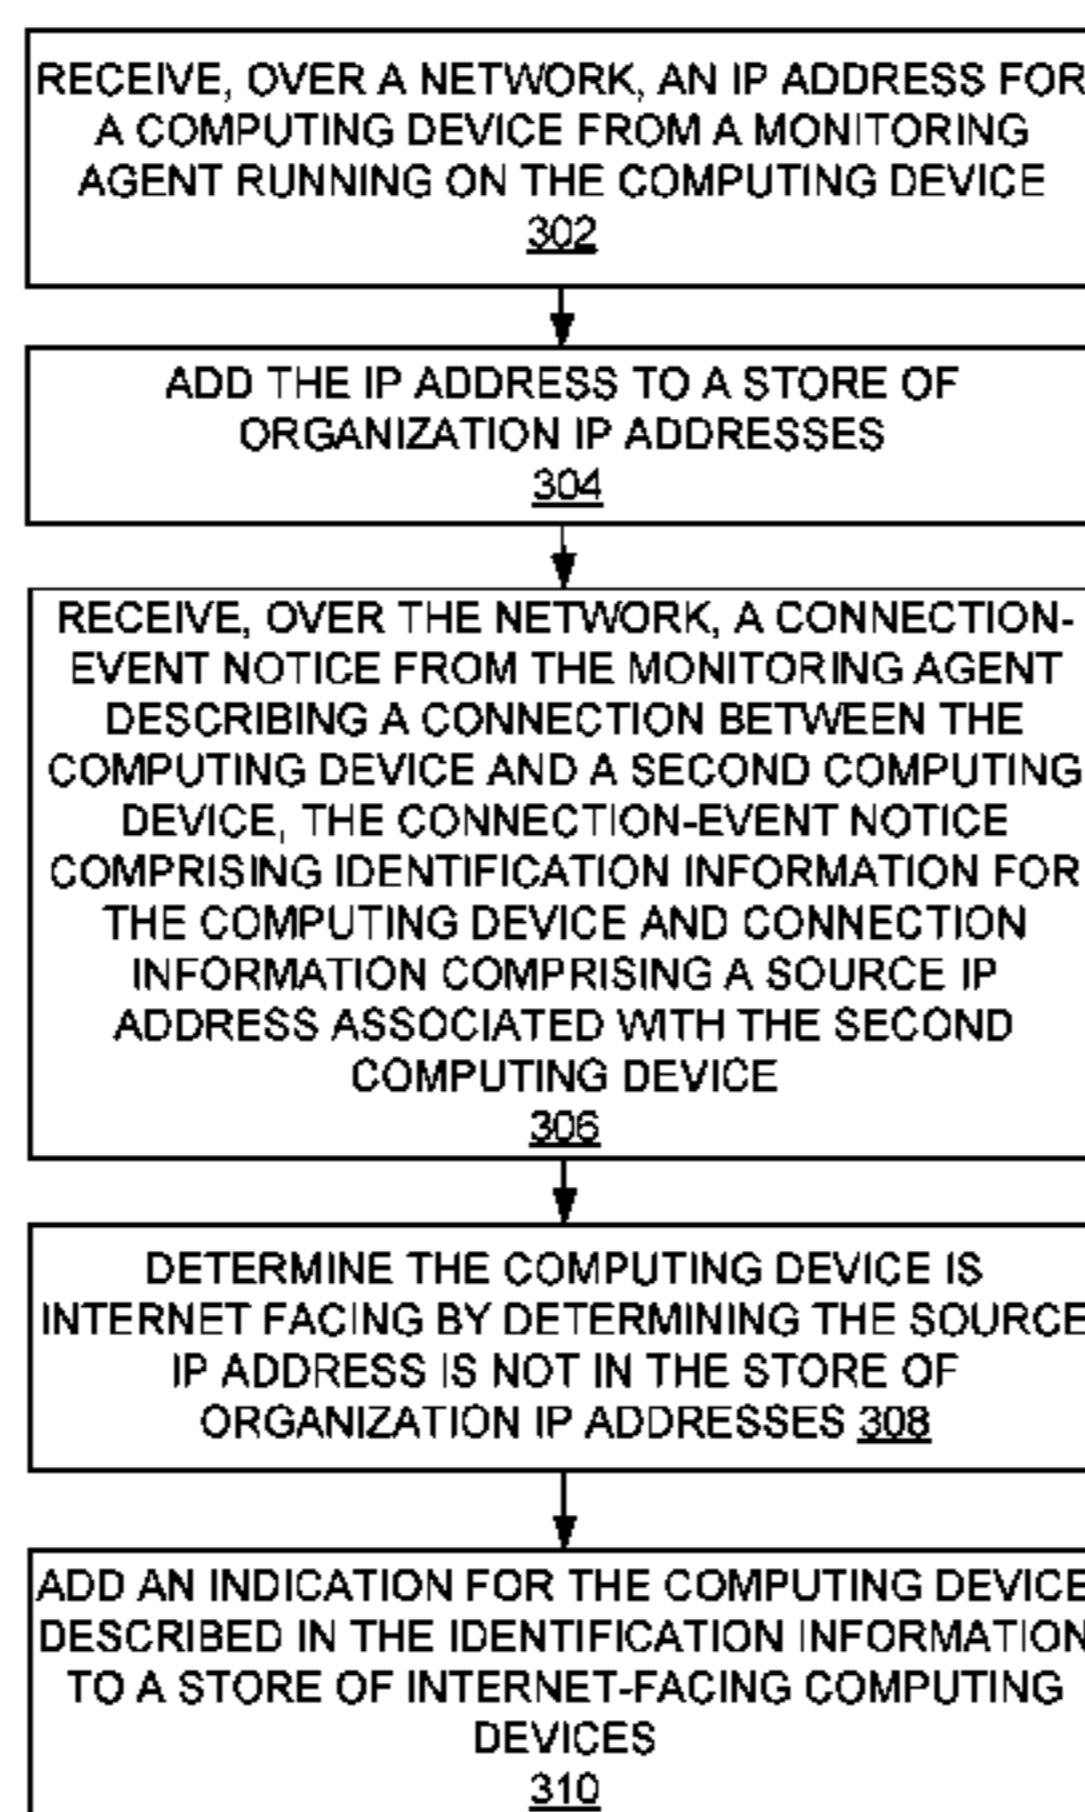 RECEIVE, OVER A NETWORK, AN IP ADDRESS FOR
A COMPUTING DEVICE FROM A MONITORING
AGENT RUNNING ON THE COMPUTING DEVICE
302
ADD THE IP ADDRESS TO A STORE OF
ORGANIZATION IP ADDRESSES
304
RECEIVE, OVER THE NETWORK, A CONNECTION-
EVENT NOTICE FROM THE MONITORING AGENT
DESCRIBING A CONNECTION BETWEEN THE
COMPUTING DEVICE AND A SECOND COMPUTING
DEVICE, THE CONNECTION-EVENT NOTICE
COMPRISING IDENTIFICATION INFORMATION FOR
THE COMPUTING DEVICE AND CONNECTION
INFORMATION COMPRISING A SOURCE IP
ADDRESS ASSOCIATED WITH THE SECOND
COMPUTING DEVICE
306
DETERMINE THE COMPUTING DEVICE IS
INTERNET FACING BY DETERMINING THE SOURCE
IP ADDRESS IS NOT IN THE STORE OF
ORGANIZATION IP ADDRESSES 308
ADD AN INDICATION FOR THE COMPUTING DEVICE
DESCRIBED IN THE IDENTIFICATION INFORMATION
TO A STORE OF INTERNET-FACING COMPUTING
DEVICES
310